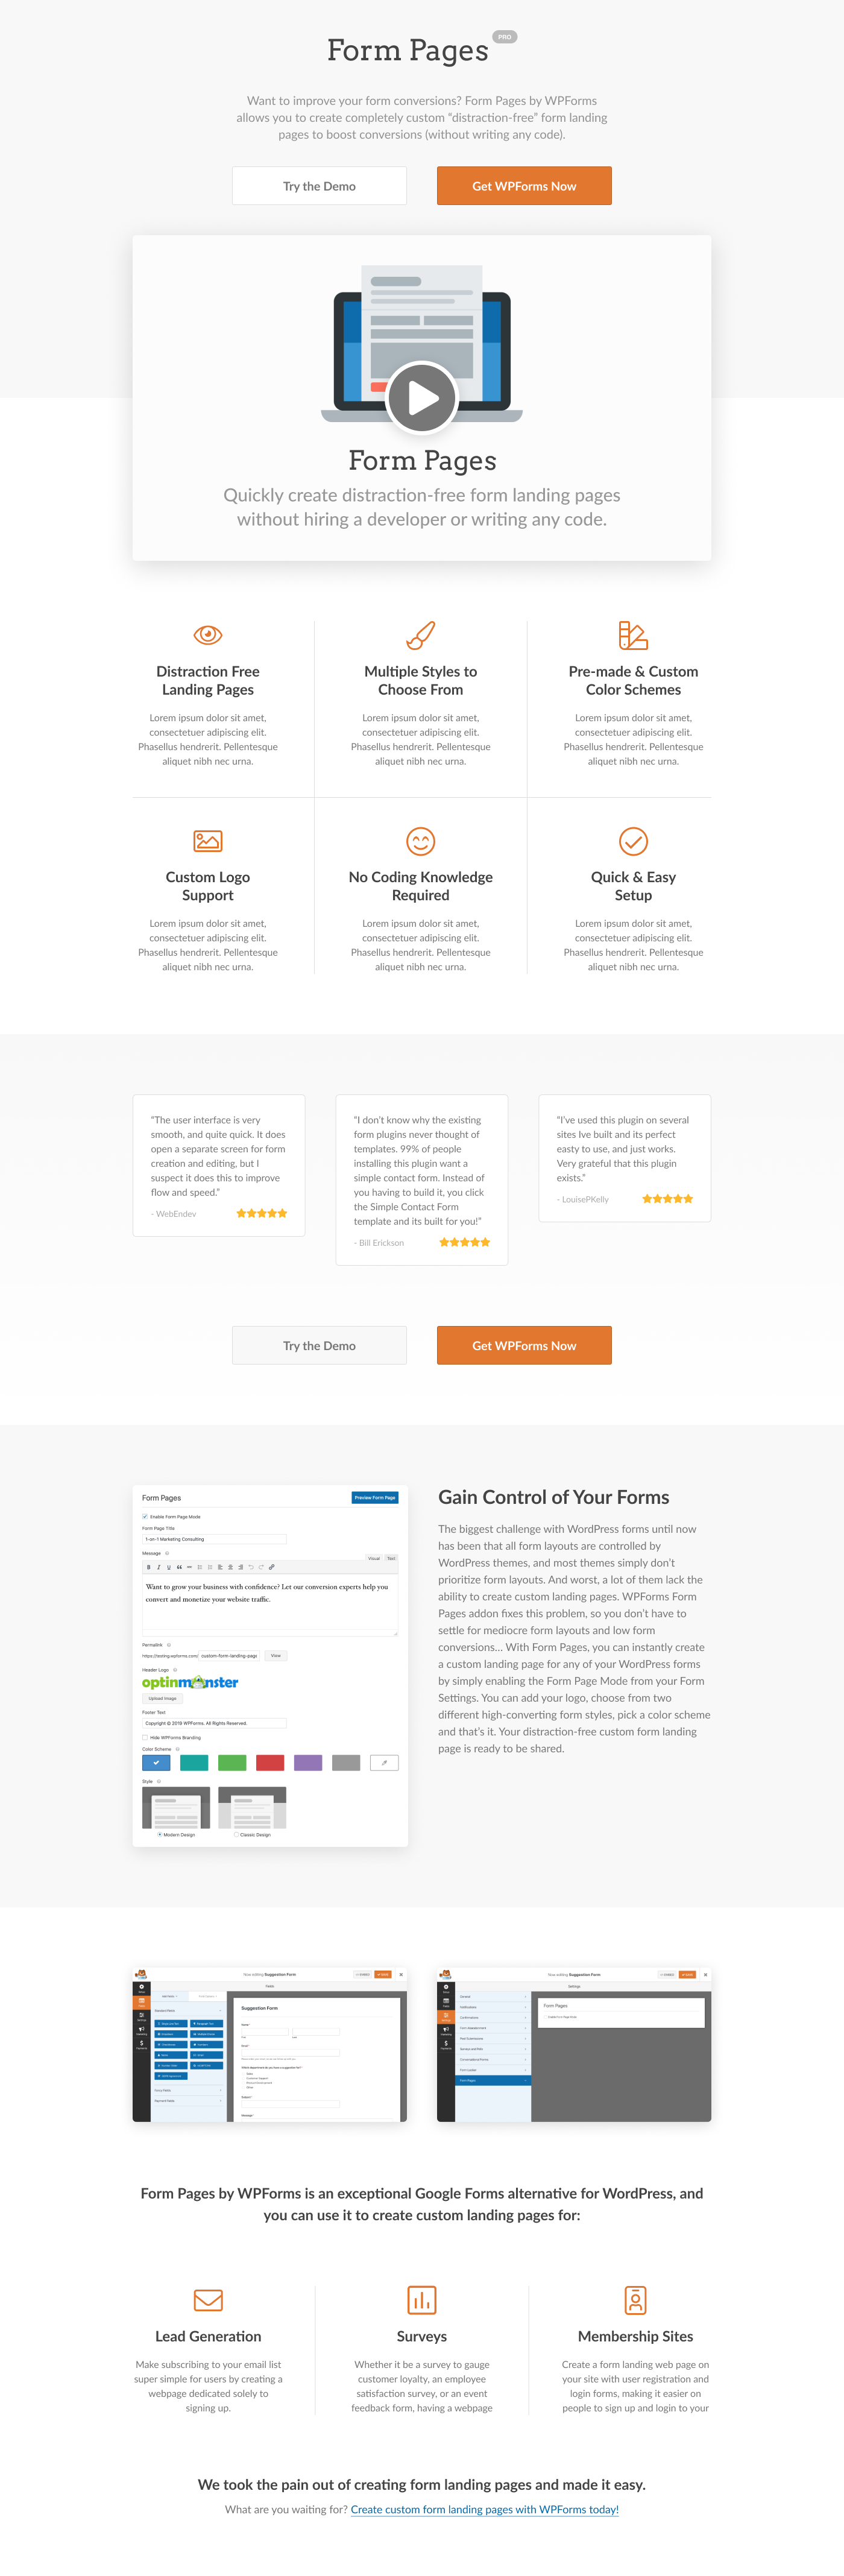 Form Pages
PRO
Want to improve your form conversions? Form Pages by WPForms
allows you to create completely custom “distraction-free” form landing
pages to boost conversions (without writing any code).
Try the Demo
Get WPForms Now
Form Pages
Quickly create distraction-free form landing pages
without hiring a developer or writing any code.
Distraction Free
Landing Pages
Lorem ipsum dolor sit amet,
consectetuer adipiscing elit.
Phasellus hendrerit. Pellentesque
aliquet nibh nec urna.
Multiple Styles to
Choose From
Lorem ipsum dolor sit amet,
consectetuer adipiscing elit.
Phasellus hendrerit. Pellentesque
aliquet nibh nec urna.
Pre-made & Custom
Color Schemes
Lorem ipsum dolor sit amet,
consectetuer adipiscing elit.
Phasellus hendrerit. Pellentesque
aliquet nibh nec urna.
Custom Logo
Support
Lorem ipsum dolor sit amet,
consectetuer adipiscing elit.
Phasellus hendrerit. Pellentesque
aliquet nibh nec urna.
No Coding Knowledge
Required
Lorem ipsum dolor sit amet,
consectetuer adipiscing elit.
Phasellus hendrerit. Pellentesque
aliquet nibh nec urna.
Quick & Easy
Setup
Lorem ipsum dolor sit amet,
consectetuer adipiscing elit.
Phasellus hendrerit. Pellentesque
aliquet nibh nec urna.
“The user interface is very
smooth, and quite quick. It does
open a separate screen for form
creation and editing, but I
suspect it does this to improve
flow and speed.”
- WebEndev
“I don’t know why the existing
form plugins never thought of
templates. 99% of people
installing this plugin want a
simple contact form. Instead of
you having to build it, you click
the Simple Contact Form
template and its built for you!”
- Bill Erickson
“I’ve used this plugin on several
sites Ive built and its perfect
easy to use, and just works.
Very grateful that this plugin
exists.”
- LouisePKelly
Try the Demo
Get WPForms Now
Form Pages
Preview Form Page
Enable Form Page Mode
Form Page Title
1-on-1 Marketing Consulting
Message
Visual
Text
Want to grow your business with confidence? Let our conversion experts help you
convert and monetize your website traffic.
Permalink
https://testing.wpforms.com/
custom-form-landing-page
View
Header Logo
optinmonster
Upload Image
Footer Text
Copyright © 2019 WPForms. All Rights Reserved.
Hide WPForms Branding
Color Scheme
Style
Modern Design
Classic Design
Gain Control of Your Forms
The biggest challenge with WordPress forms until now
has been that all form layouts are controlled by
WordPress themes, and most themes simply don’t
prioritize form layouts. And worst, a lot of them lack the
ability to create custom landing pages. WPForms Form
Pages addon fixes this problem, so you don’t have to
settle for mediocre form layouts and low form
conversions... With Form Pages, you can instantly create
a custom landing page for any of your WordPress forms
by simply enabling the Form Page Mode from your Form
Settings. You can add your logo, choose from two
different high-converting form styles, pick a color scheme
and that’s it. Your distraction-free custom form landing
page is ready to be shared.
Now editing Suggestion Form
Fields
Suggestion Form
Now editing Suggestion Form
Settings
Form Pages
Form Pages
Form Pages by WPForms is an exceptional Google Forms alternative for WordPress, and
you can use it to create custom landing pages for:
Lead Generation
Make subscribing to your email list
super simple for users by creating a
webpage dedicated solely to
signing up.
Surveys
Whether it be a survey to gauge
customer loyalty, an employee
satisfaction survey, or an event
feedback form, having a webpage
Membership Sites
Create a form landing web page on
your site with user registration and
login forms, making it easier on
people to sign up and login to your
We took the pain out of creating form landing pages and made it easy.
What are you waiting for? Create custom form landing pages with WPForms today!